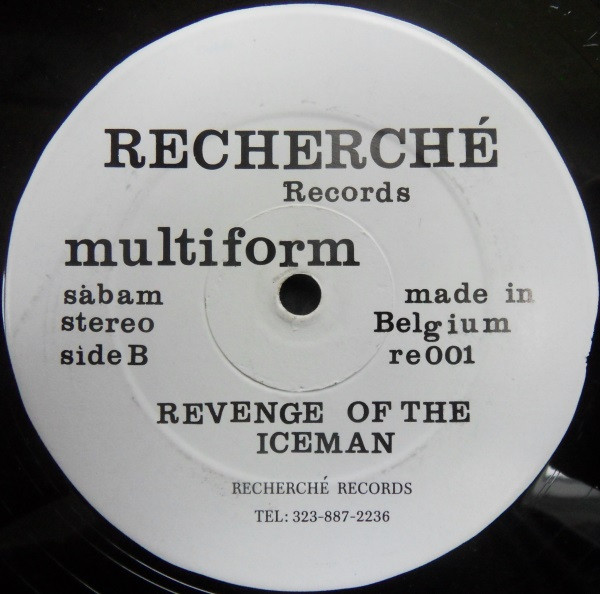 RECHERCHÉ
Records
multiform
sabam made in
stereo Belgium
side B re001
REVENGE OF THE
ICEMAN
RECHERCHÉ RECORDS
TEL: 323-887-2236